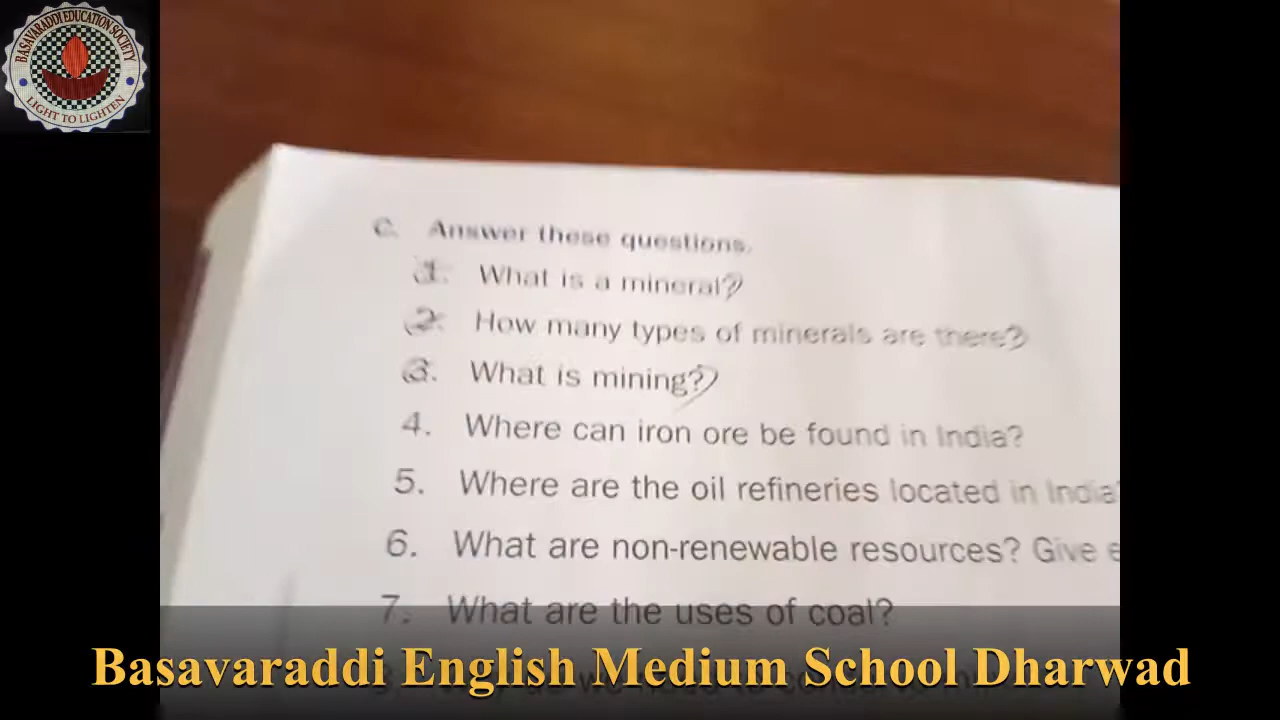 BASAVARADDI EDUCATION SOCIETY
LIGHT TO LIGHTEN
C. Answer these questions.
1. What is a mineral?
2. How many types of minerals are there?
3. What is mining?
4. Where can iron ore be found in India?
5. Where are the oil refineries located in India
6. What are non-renewable resources? Give
7. What are the uses of coal?
Basavaraddi English Medium School Dharwad